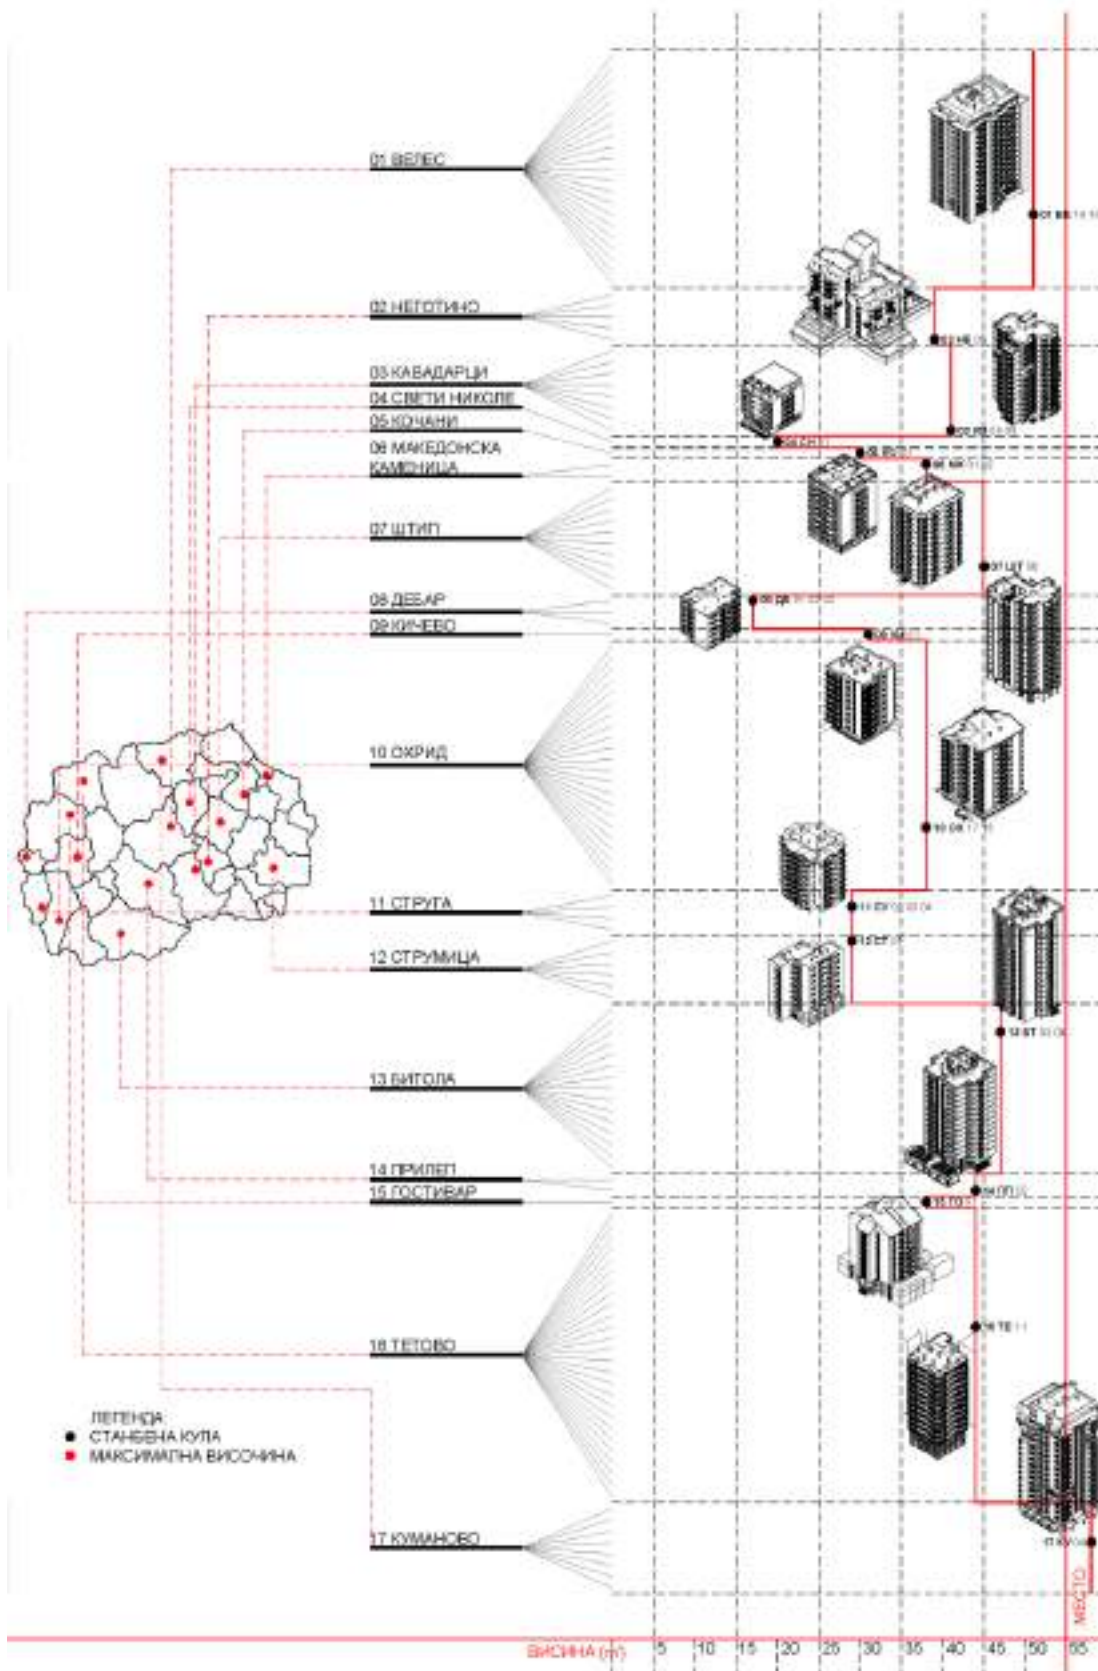 01 ВЕЛЕС
02 НЕГОТИНО
03 КАВАДАРЦИ
04 СВЕТИ НИКОЛЕ
05 КОЧАНИ
06 МАКЕДОНСКА
КАМЕНИЦА
07 ШТИП
08 ДЕБАР
09 КИЧЕВО
10 ОХРИД
11 СТРУГА
12 СТРУМИЦА
13 БИТОЛА
14 ПРИЛЕП
15 ГОСТИВАР
16 ТЕТОВО
17 КУМАНОВО
ЛЕГЕНДА
СТАНБЕНА КУЛА
МАКСИМАЛНА ВИСОЧИНА
МЕСТО
ВИСИНА (m)
5 10 15 20 25 30 35 40 45 50 55